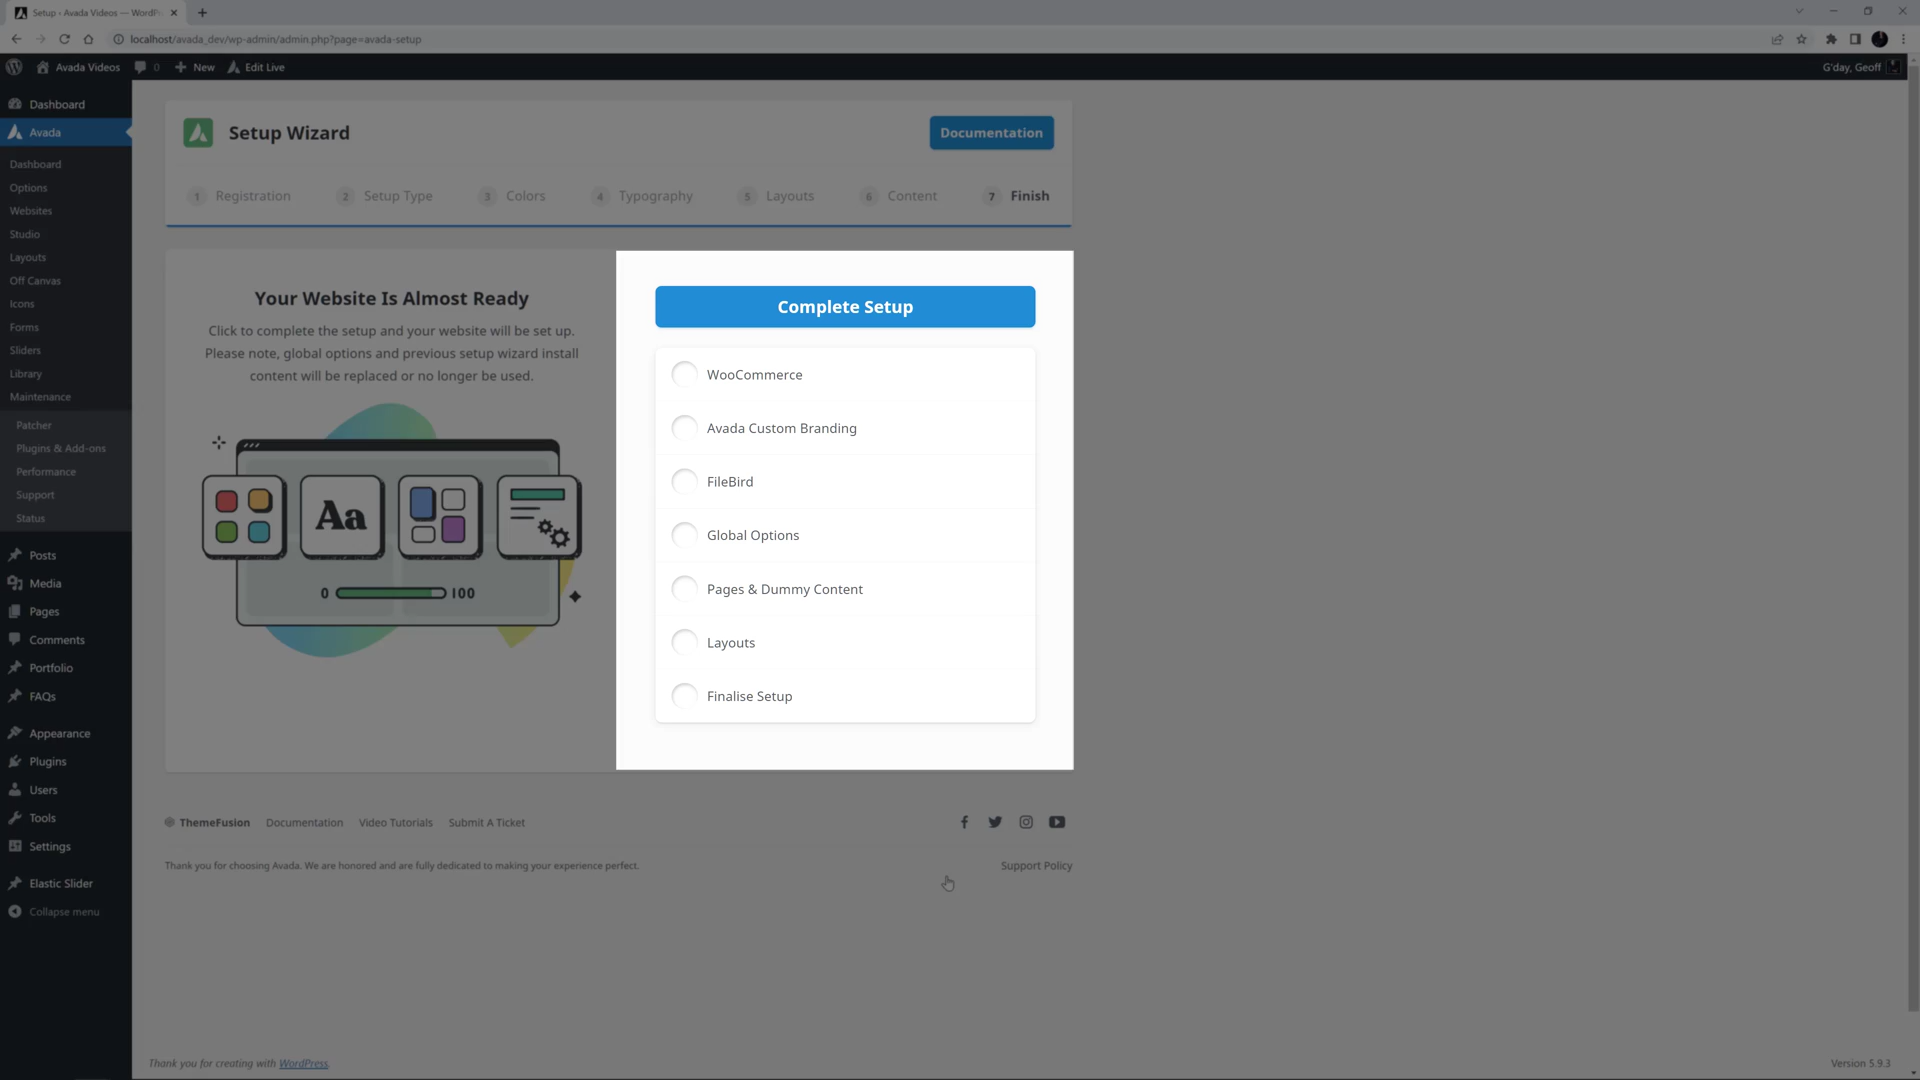 Setup ‹ Avada Videos — WordPr
localhost/avada_dev/wp-admin/admin.php?page=avada-setup
Avada Videos
0
New
Edit Live
G'day, Geoff
Dashboard
Avada
Dashboard
Options
Websites
Studio
Layouts
Off Canvas
Icons
Forms
Sliders
Library
Maintenance
Patcher
Plugins & Add-ons
Performance
Support
Status
Posts
Media
Pages
Comments
Portfolio
FAQs
Appearance
Plugins
Users
Tools
Settings
Elastic Slider
Collapse menu
Setup Wizard
Documentation
1 Registration
2 Setup Type
3 Colors
4 Typography
5 Layouts
6 Content
7 Finish
Your Website Is Almost Ready
Click to complete the setup and your website will be set up.
Please note, global options and previous setup wizard install
content will be replaced or no longer be used.
Aa
0
100
Complete Setup
WooCommerce
Avada Custom Branding
FileBird
Global Options
Pages & Dummy Content
Layouts
Finalise Setup
ThemeFusion
Documentation
Video Tutorials
Submit A Ticket
Thank you for choosing Avada. We are honored and are fully dedicated to making your experience perfect.
Support Policy
Thank you for creating with WordPress.
Version 5.9.3